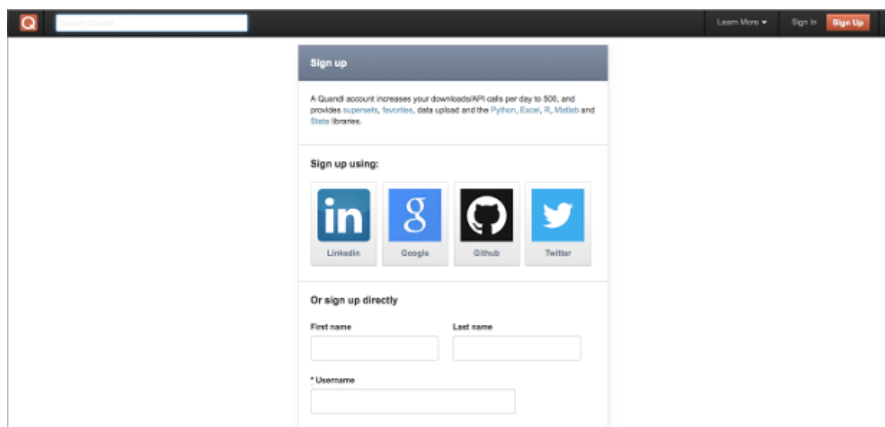 Q Search Quandl Learn More Sign In Sign Up
Sign up
A Quandl account increases your downloads/API calls per day to 500, and
provides supersets, favorites, data upload and the Python, Excel, R, Matlab and
Stata libraries.
Sign up using:
in g
Linkedin Google Github Twitter
Or sign up directly
First name Last name
* Username